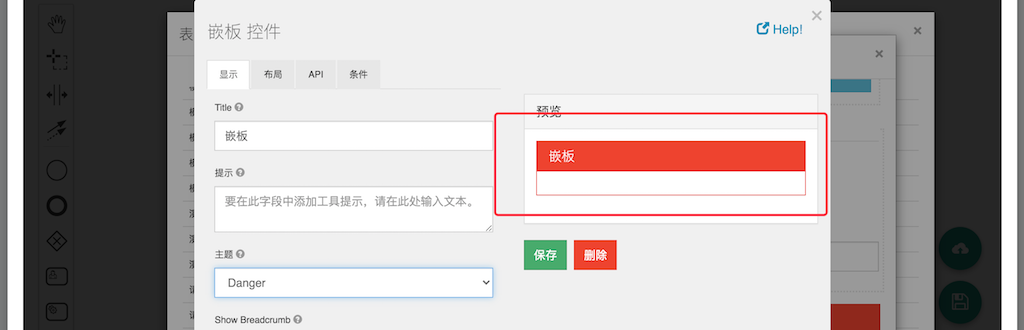 嵌板 控件
×
Help!
表
×
×
显示
布局
API
条件
Title
预览
嵌板
嵌板
提示
要在此字段中添加工具提示，请在此处输入文本。
保存
删除
主题
Danger
Show Breadcrumb